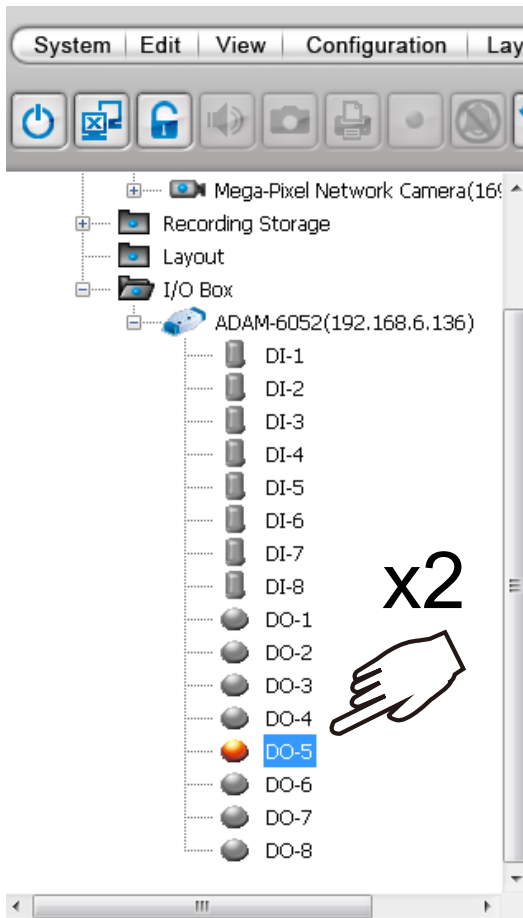 System Edit View Configuration Lay
Mega-Pixel Network Camera(169
Recording Storage
Layout
I/O Box
ADAM-6052(192.168.6.136)
DI-1
DI-2
DI-3
DI-4
DI-5
DI-6
DI-7
x2
DI-8
DO-1
DO-2
DO-3
DO-4
DO-5
DO-6
DO-7
DO-8